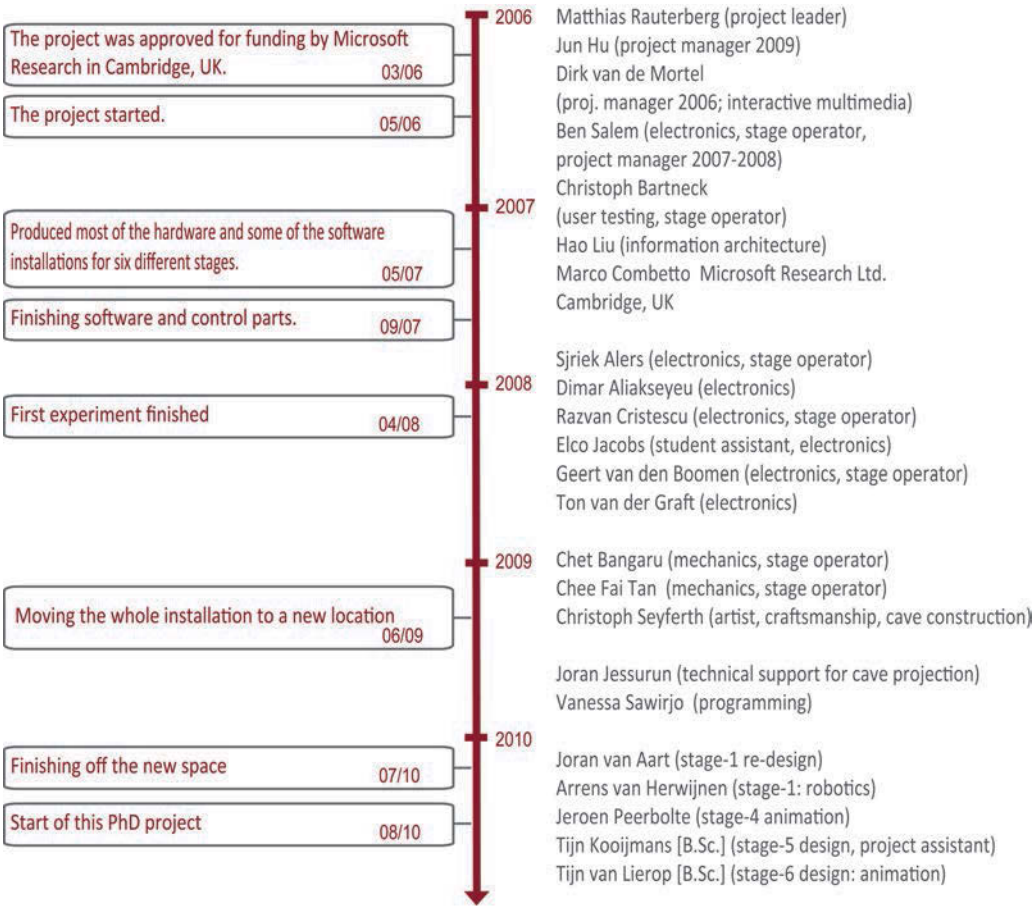 The project was approved for funding by Microsoft
Research in Cambridge, UK.
03/06
The project started.
05/06
Produced most of the hardware and some of the software
installations for six different stages.
05/07
Finishing software and control parts.
09/07
First experiment finished
04/08
Moving the whole installation to a new location
06/09
Finishing off the new space
07/10
Start of this PhD project
08/10
2006
2007
2008
2009
2010
Matthias Rauterberg (project leader)
Jun Hu (project manager 2009)
Dirk van de Mortel
(proj. manager 2006; interactive multimedia)
Ben Salem (electronics, stage operator,
project manager 2007-2008)
Christoph Bartneck
(user testing, stage operator)
Hao Liu (information architecture)
Marco Combetto Microsoft Research Ltd.
Cambridge, UK
Sjriek Alers (electronics, stage operator)
Dimar Aliakseyeu (electronics)
Razvan Cristescu (electronics, stage operator)
Elco Jacobs (student assistant, electronics)
Geert van den Boomen (electronics, stage operator)
Ton van der Graft (electronics)
Chet Bangaru (mechanics, stage operator)
Chee Fai Tan (mechanics, stage operator)
Christoph Seyferth (artist, craftsmanship, cave construction)
Joran Jessurun (technical support for cave projection)
Vanessa Sawirjo (programming)
Joran van Aart (stage-1 re-design)
Arrens van Herwijnen (stage-1: robotics)
Jeroen Peerbolte (stage-4 animation)
Tijn Kooijmans [B.Sc.] (stage-5 design, project assistant)
Tijn van Lierop [B.Sc.] (stage-6 design: animation)